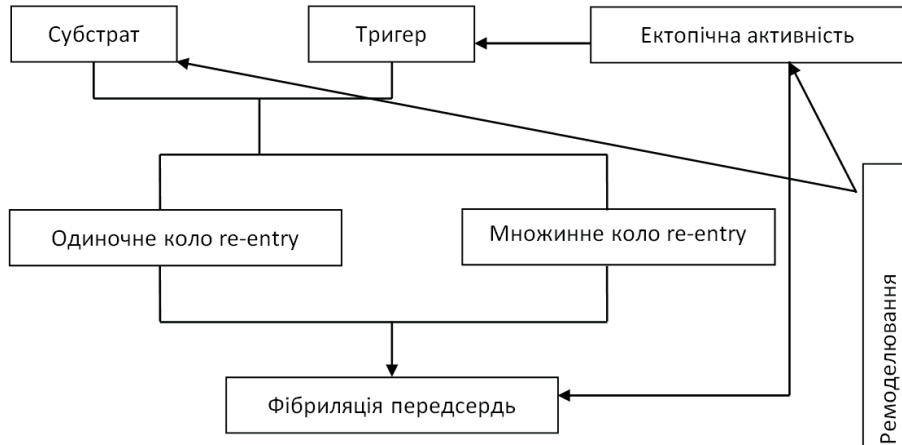 Субстрат
Тригер
Ектопічна активність
Одиночне коло re-entry
Множинне коло re-entry
Ремоделювання
Фібриляція передсердь